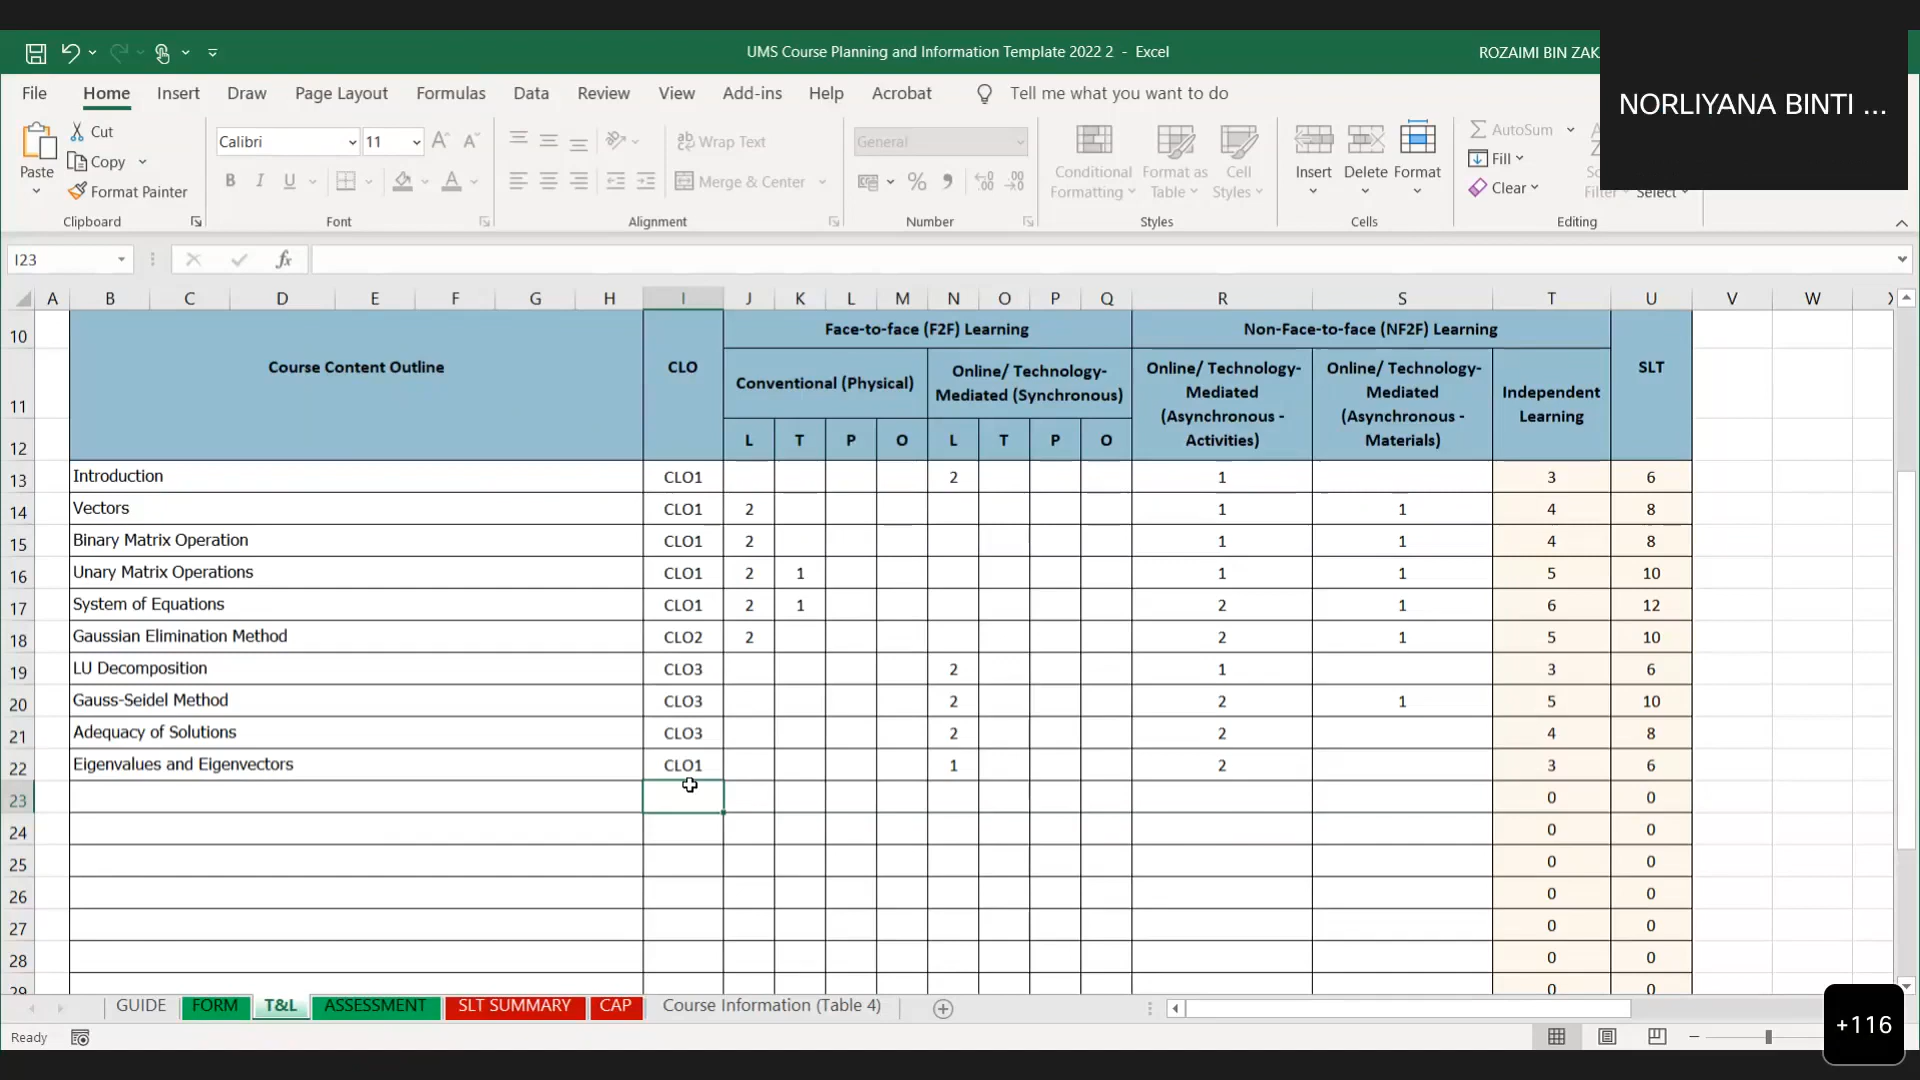 UMS Course Planning and Information Template 2022 2 - Excel
ROZAIMI BIN ZAK
NORLIYANA BINTI ...
File Home Insert Draw Page Layout Formulas Data Review View Add-ins Help Acrobat Tell me what you want to do
Paste
Cut
Copy
Format Painter
Clipboard
Calibri 11
B I U
Font
Wrap Text
Merge & Center
Alignment
General
%
Number
Conditional Formatting
Format as Table
Cell Styles
Styles
Insert Delete Format
Cells
AutoSum
Fill
Clear
Select
Editing
I23
fx
A B C D E F G H I J K L M N O P Q R S T U V W
10 Face-to-face (F2F) Learning Non-Face-to-face (NF2F) Learning
Course Content Outline CLO SLT
11 Conventional (Physical) Online/ Technology-Mediated (Synchronous) Online/ Technology-Mediated (Asynchronous - Activities) Online/ Technology-Mediated (Asynchronous - Materials) Independent Learning
12 L T P O L T P O
13 Introduction CLO1 2 1 3 6
14 Vectors CLO1 2 1 1 4 8
15 Binary Matrix Operation CLO1 2 1 1 4 8
16 Unary Matrix Operations CLO1 2 1 1 1 5 10
17 System of Equations CLO1 2 1 2 1 6 12
18 Gaussian Elimination Method CLO2 2 2 1 5 10
19 LU Decomposition CLO3 2 1 3 6
20 Gauss-Seidel Method CLO3 2 2 1 5 10
21 Adequacy of Solutions CLO3 2 2 4 8
22 Eigenvalues and Eigenvectors CLO1 1 2 3 6
23 0 0
24 0 0
25 0 0
26 0 0
27 0 0
28 0 0
29 0 0
GUIDE FORM T&L ASSESSMENT SLT SUMMARY CAP Course Information (Table 4)
Ready
+116